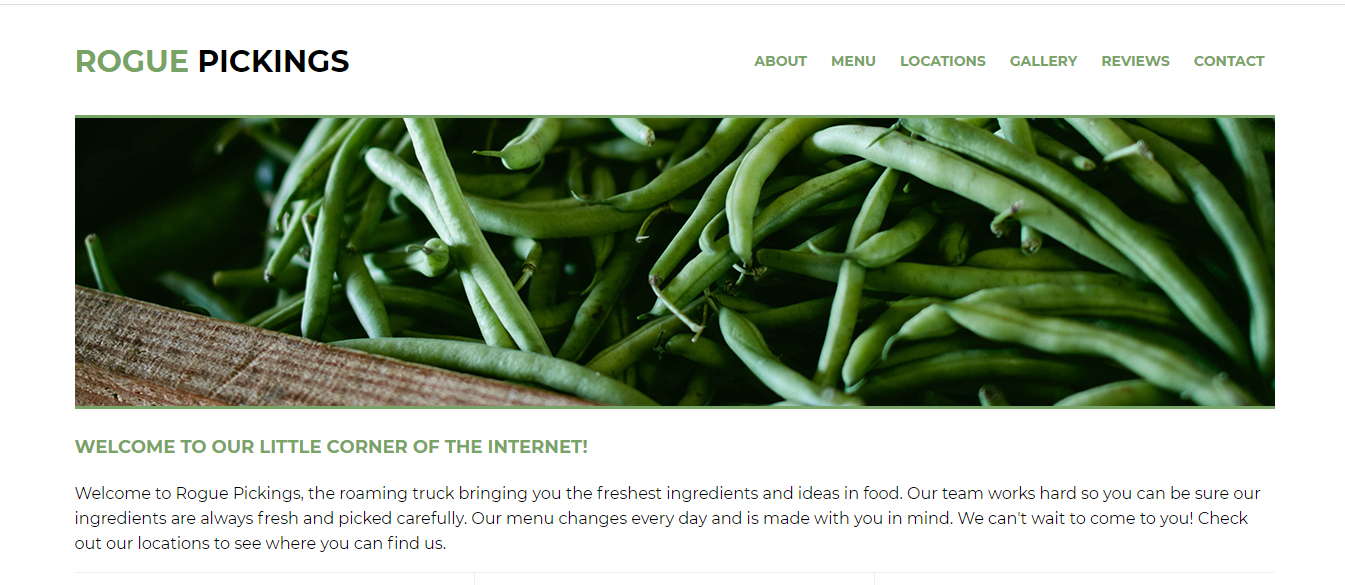 ROGUE PICKINGS
ABOUT MENU LOCATIONS GALLERY REVIEWS CONTACT
WELCOME TO OUR LITTLE CORNER OF THE INTERNET!
Welcome to Rogue Pickings, the roaming truck bringing you the freshest ingredients and ideas in food. Our team works hard so you can be sure our
ingredients are always fresh and picked carefully. Our menu changes every day and is made with you in mind. We can't wait to come to you! Check
out our locations to see where you can find us.